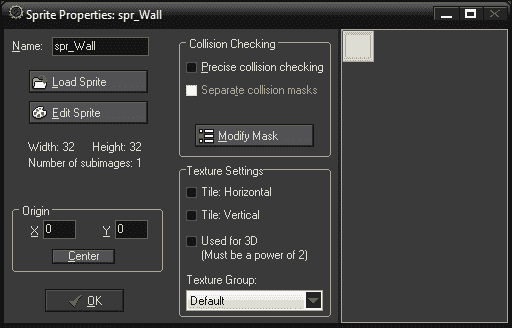 Sprite Properties: spr_Wall
Name: spr_Wall
Load Sprite
Edit Sprite
Width: 32 Height: 32
Number of subimages: 1
Origin
X 0 Y 0
Center
OK
Collision Checking
Precise collision checking
Separate collision masks
Modify Mask
Texture Settings
Tile: Horizontal
Tile: Vertical
Used for 3D
(Must be a power of 2)
Texture Group:
Default